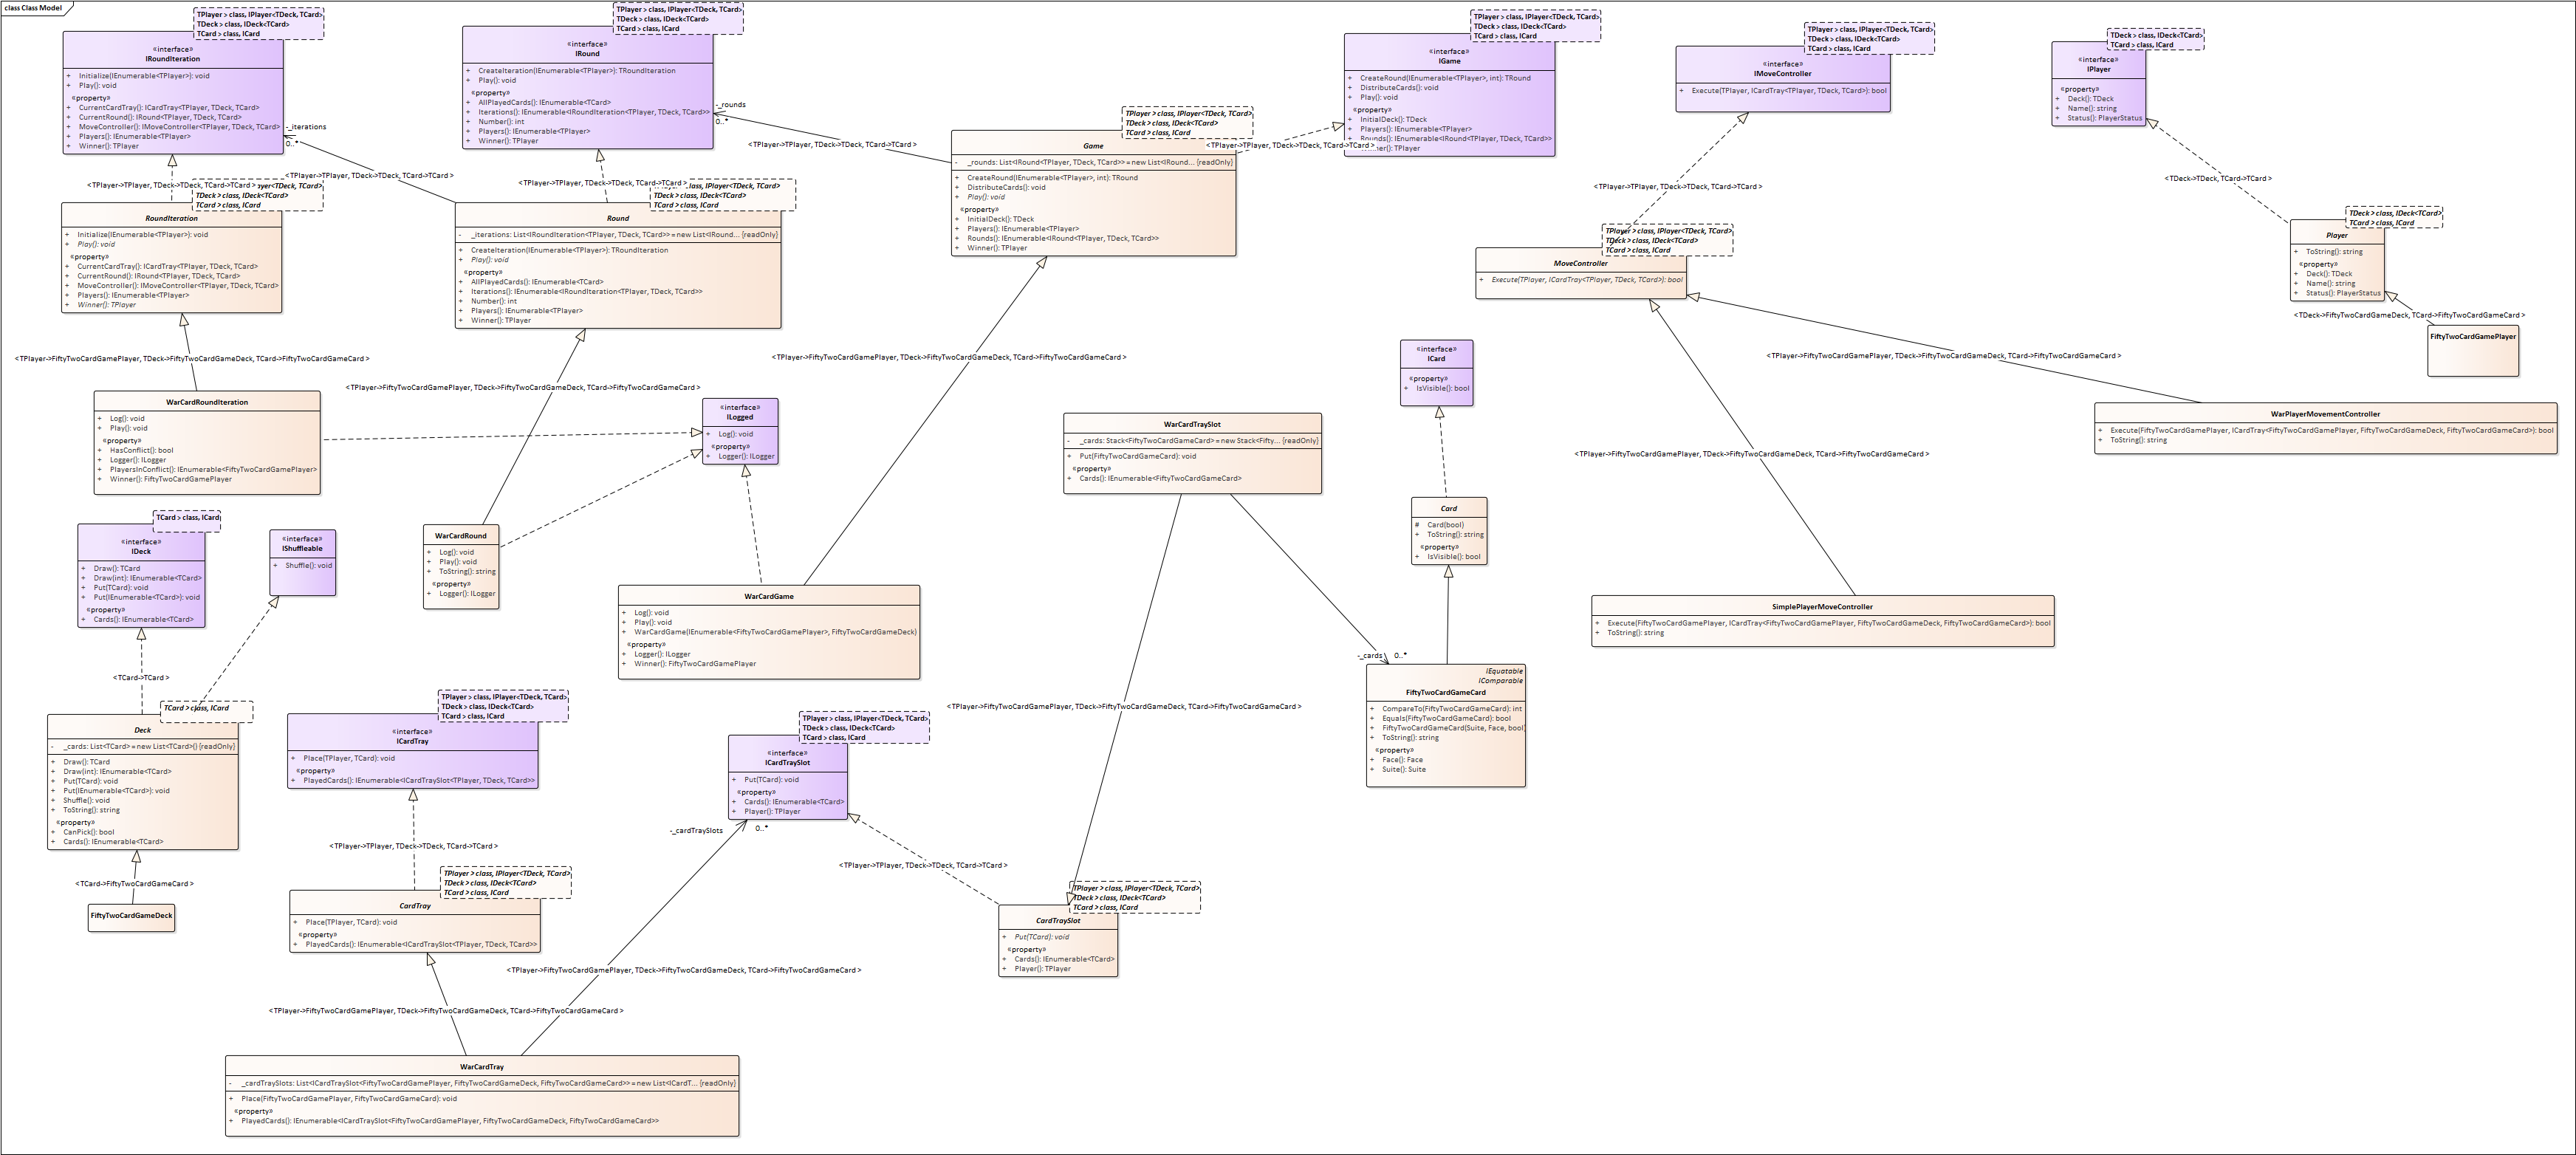 class Class Model
TPlayer > class, IPlayer<TDeck, TCard>
TDeck > class, IDeck<TCard>
TCard > class, ICard
«interface»
IRoundIteration
+ Initialize(IEnumerable<TPlayer>): void
+ Play(): void
«property»
+ CurrentCardTray(): ICardTray<TPlayer, TDeck, TCard>
+ CurrentRound(): IRound<TPlayer, TDeck, TCard>
+ MoveController(): IMoveController<TPlayer, TDeck, TCard>
+ Players(): IEnumerable<TPlayer>
+ Winner(): TPlayer
TPlayer > class, IPlayer<TDeck, TCard>
TDeck > class, IDeck<TCard>
TCard > class, ICard
«interface»
IRound
+ CreateIteration(IEnumerable<TPlayer>): TRoundIteration
+ Play(): void
«property»
+ AllPlayedCards(): IEnumerable<TCard>
+ Iterations(): IEnumerable<IRoundIteration<TPlayer, TDeck, TCard>>
+ Number(): int
+ Players(): IEnumerable<TPlayer>
+ Winner(): TPlayer
TPlayer > class, IPlayer<TDeck, TCard>
TDeck > class, IDeck<TCard>
TCard > class, ICard
«interface»
IGame
+ CreateRound(IEnumerable<TPlayer>, int): TRound
+ DistributeCards(): void
+ Play(): void
«property»
+ InitialDeck(): TDeck
+ Players(): IEnumerable<TPlayer>
+ Rounds(): IEnumerable<IRound<TPlayer, TDeck, TCard>>
TPlayer
TPlayer > class, IPlayer<TDeck, TCard>
TDeck > class, IDeck<TCard>
TCard > class, ICard
«interface»
IMoveController
+ Execute(TPlayer, ICardTray<TPlayer, TDeck, TCard>): bool
TDeck > class, IDeck<TCard>
TCard > class, ICard
«interface»
IPlayer
«property»
+ Deck(): TDeck
+ Name(): string
+ Status(): PlayerStatus
-_iterations
0..*
-_rounds
0..*
TPlayer > class, IPlayer<TDeck, TCard>
TDeck > class, IDeck<TCard>
TCard > class, ICard
Game
- _rounds: List<IRound<TPlayer, TDeck, TCard>> = new List<IRound... {readOnly}
+ CreateRound(IEnumerable<TPlayer>, int): TRound
+ DistributeCards(): void
+ Play(): void
«property»
+ InitialDeck(): TDeck
+ Players(): IEnumerable<TPlayer>
+ Rounds(): IEnumerable<IRound<TPlayer, TDeck, TCard>>
+ Winner(): TPlayer
< TPlayer->TPlayer, TDeck->TDeck, TCard->TCard >
< TPlayer->TPlayer, TDeck->TDeck, TCard->TCard >
< TPlayer->TPlayer, TDeck->TDeck, TCard->TCard >
< TPlayer->TPlayer, TDeck->TDeck, TCard->TCard >
< TPlayer->TPlayer, TDeck->TDeck, TCard->TCard >
< TPlayer->TPlayer, TDeck->TDeck, TCard->TCard >
< TDeck->TDeck, TCard->TCard >
TDeck > class, IDeck<TCard>
TCard > class, ICard
RoundIteration
+ Initialize(IEnumerable<TPlayer>): void
+ Play(): void
«property»
+ CurrentCardTray(): ICardTray<TPlayer, TDeck, TCard>
+ CurrentRound(): IRound<TPlayer, TDeck, TCard>
+ MoveController(): IMoveController<TPlayer, TDeck, TCard>
+ Players(): IEnumerable<TPlayer>
+ Winner(): TPlayer
TDeck > class, IDeck<TCard>
TCard > class, ICard
Round
- _iterations: List<IRoundIteration<TPlayer, TDeck, TCard>> = new List<IRound... {readOnly}
+ CreateIteration(IEnumerable<TPlayer>): TRoundIteration
+ Play(): void
«property»
+ AllPlayedCards(): IEnumerable<TCard>
+ Iterations(): IEnumerable<IRoundIteration<TPlayer, TDeck, TCard>>
+ Number(): int
+ Players(): IEnumerable<TPlayer>
+ Winner(): TPlayer
TPlayer > class, IPlayer<TDeck, TCard>
TDeck > class, IDeck<TCard>
TCard > class, ICard
MoveController
+ Execute(TPlayer, ICardTray<TPlayer, TDeck, TCard>): bool
TDeck > class, IDeck<TCard>
TCard > class, ICard
Player
+ ToString(): string
«property»
+ Deck(): TDeck
+ Name(): string
+ Status(): PlayerStatus
< TDeck->FiftyTwoCardGameDeck, TCard->FiftyTwoCardGameCard >
FiftyTwoCardGamePlayer
< TPlayer->FiftyTwoCardGamePlayer, TDeck->FiftyTwoCardGameDeck, TCard->FiftyTwoCardGameCard >
< TPlayer->FiftyTwoCardGamePlayer, TDeck->FiftyTwoCardGameDeck, TCard->FiftyTwoCardGameCard >
< TPlayer->FiftyTwoCardGamePlayer, TDeck->FiftyTwoCardGameDeck, TCard->FiftyTwoCardGameCard >
< TPlayer->FiftyTwoCardGamePlayer, TDeck->FiftyTwoCardGameDeck, TCard->FiftyTwoCardGameCard >
< TPlayer->FiftyTwoCardGamePlayer, TDeck->FiftyTwoCardGameDeck, TCard->FiftyTwoCardGameCard >
WarCardRoundIteration
+ Log(): void
+ Play(): void
«property»
+ HasConflict(): bool
+ Logger(): ILogger
+ PlayersInConflict(): IEnumerable<FiftyTwoCardGamePlayer>
+ Winner(): FiftyTwoCardGamePlayer
«interface»
ILogged
+ Log(): void
«property»
+ Logger(): ILogger
WarCardTraySlot
- _cards: Stack<FiftyTwoCardGameCard> = new Stack<Fifty... {readOnly}
+ Put(FiftyTwoCardGameCard): void
«property»
+ Cards(): IEnumerable<FiftyTwoCardGameCard>
«interface»
ICard
«property»
+ IsVisible(): bool
WarPlayerMovementController
+ Execute(FiftyTwoCardGamePlayer, ICardTray<FiftyTwoCardGamePlayer, FiftyTwoCardGameDeck, FiftyTwoCardGameCard>): bool
+ ToString(): string
Card
# Card(bool)
+ ToString(): string
«property»
+ IsVisible(): bool
TCard > class, ICard
«interface»
IDeck
+ Draw(): TCard
+ Draw(int): IEnumerable<TCard>
+ Put(TCard): void
+ Put(IEnumerable<TCard>): void
«property»
+ Cards(): IEnumerable<TCard>
«interface»
IShuffleable
+ Shuffle(): void
WarCardRound
+ Log(): void
+ Play(): void
+ ToString(): string
«property»
+ Logger(): ILogger
WarCardGame
+ Log(): void
+ Play(): void
+ WarCardGame(IEnumerable<FiftyTwoCardGamePlayer>, FiftyTwoCardGameDeck)
«property»
+ Logger(): ILogger
+ Winner(): FiftyTwoCardGamePlayer
SimplePlayerMoveController
+ Execute(FiftyTwoCardGamePlayer, ICardTray<FiftyTwoCardGamePlayer, FiftyTwoCardGameDeck, FiftyTwoCardGameCard>): bool
+ ToString(): string
-_cards
0..*
IEquatable
IComparable
FiftyTwoCardGameCard
+ CompareTo(FiftyTwoCardGameCard): int
+ Equals(FiftyTwoCardGameCard): bool
+ FiftyTwoCardGameCard(Suite, Face, bool)
+ ToString(): string
«property»
+ Face(): Face
+ Suite(): Suite
< TCard->TCard >
TCard > class, ICard
Deck
- _cards: List<TCard> = new List<TCard>() {readOnly}
+ Draw(): TCard
+ Draw(int): IEnumerable<TCard>
+ Put(TCard): void
+ Put(IEnumerable<TCard>): void
+ Shuffle(): void
+ ToString(): string
«property»
+ CanPick(): bool
+ Cards(): IEnumerable<TCard>
< TCard->FiftyTwoCardGameCard >
FiftyTwoCardGameDeck
TPlayer > class, IPlayer<TDeck, TCard>
TDeck > class, IDeck<TCard>
TCard > class, ICard
«interface»
ICardTray
+ Place(TPlayer, TCard): void
«property»
+ PlayedCards(): IEnumerable<ICardTraySlot<TPlayer, TDeck, TCard>>
TPlayer > class, IPlayer<TDeck, TCard>
TDeck > class, IDeck<TCard>
TCard > class, ICard
«interface»
ICardTraySlot
+ Put(TCard): void
«property»
+ Cards(): IEnumerable<TCard>
+ Player(): TPlayer
< TPlayer->FiftyTwoCardGamePlayer, TDeck->FiftyTwoCardGameDeck, TCard->FiftyTwoCardGameCard >
-_cardTraySlots
0..*
< TPlayer->TPlayer, TDeck->TDeck, TCard->TCard >
< TPlayer->TPlayer, TDeck->TDeck, TCard->TCard >
TPlayer > class, IPlayer<TDeck, TCard>
TDeck > class, IDeck<TCard>
TCard > class, ICard
CardTray
+ Place(TPlayer, TCard): void
«property»
+ PlayedCards(): IEnumerable<ICardTraySlot<TPlayer, TDeck, TCard>>
TPlayer > class, IPlayer<TDeck, TCard>
TDeck > class, IDeck<TCard>
TCard > class, ICard
CardTraySlot
+ Put(TCard): void
«property»
+ Cards(): IEnumerable<TCard>
+ Player(): TPlayer
< TPlayer->FiftyTwoCardGamePlayer, TDeck->FiftyTwoCardGameDeck, TCard->FiftyTwoCardGameCard >
< TPlayer->FiftyTwoCardGamePlayer, TDeck->FiftyTwoCardGameDeck, TCard->FiftyTwoCardGameCard >
WarCardTray
- _cardTraySlots: List<ICardTraySlot<FiftyTwoCardGamePlayer, FiftyTwoCardGameDeck, FiftyTwoCardGameCard>> = new List<ICardT... {readOnly}
+ Place(FiftyTwoCardGamePlayer, FiftyTwoCardGameCard): void
«property»
+ PlayedCards(): IEnumerable<ICardTraySlot<FiftyTwoCardGamePlayer, FiftyTwoCardGameDeck, FiftyTwoCardGameCard>>